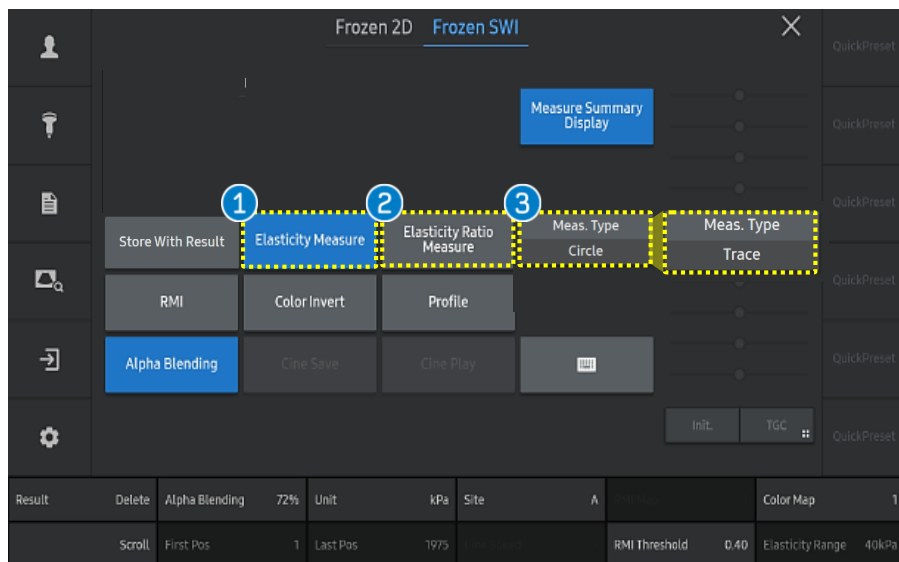 Frozen 2D Frozen SWI
QuickPreset
Measure Summary
Display
QuickPreset
1 2 3
QuickPreset
Store With Result Elasticity Measure Elasticity Ratio
Measure Meas. Type
Circle Meas. Type
Trace
RMI Color Invert Profile
QuickPreset
Alpha Blending Cine Save Cine Play
QuickPreset
Init. TGC
QuickPreset
Result Delete Alpha Blending 72% Unit kPa Site A Color Map 1
Scroll First Pos 1 Last Pos 1975 RMI Threshold 0.40 Elasticity Range 40kPa